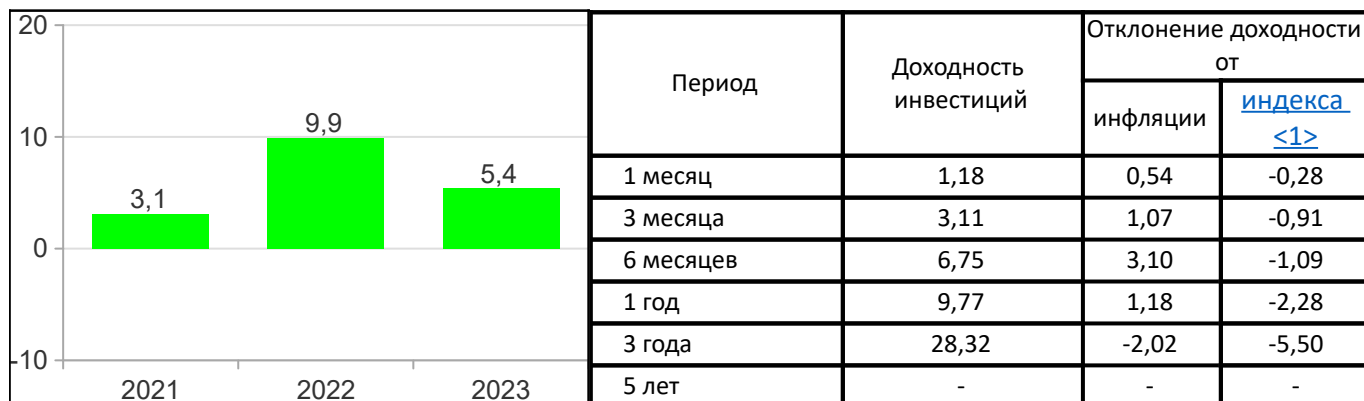 20
10
0
-10
3,1
9,9
5,4
2021 2022 2023
Период
Доходность
инвестиций
Отклонение доходности
от
инфляции
индекса
<1>
1 месяц 1,18 0,54 -0,28
3 месяца 3,11 1,07 -0,91
6 месяцев 6,75 3,10 -1,09
1 год 9,77 1,18 -2,28
3 года 28,32 -2,02 -5,50
5 лет - - -